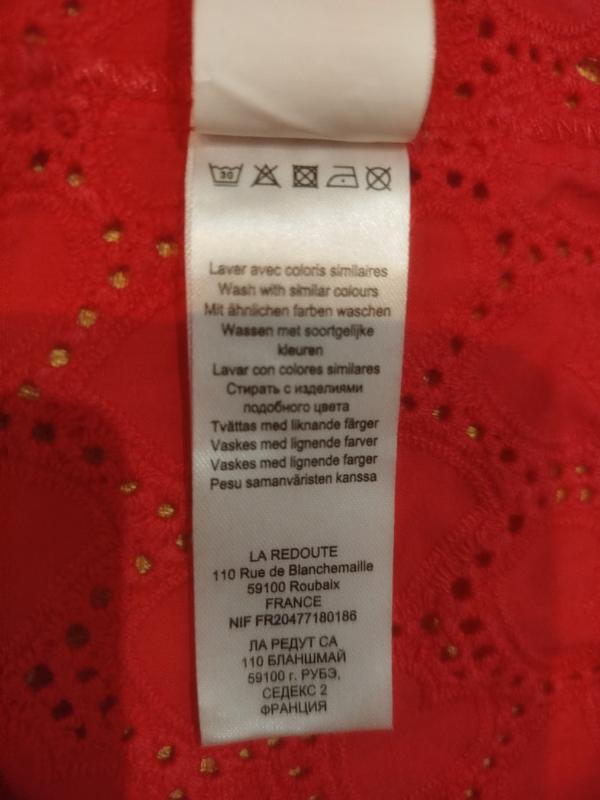 30
Laver avec coloris similaires
Wash with similar colours
Mit ähnlichen farben waschen
Wassen met soortgelijke
kleuren
Lavar con colores similares
Стирать с изделиями
подобного цвета
Tvättas med liknande färger
Vaskes med lignende farver
Vaskes med lignende farger
Pesu samanväristen kanssa
LA REDOUTE
110 Rue de Blanchemaille
59100 Roubaix
FRANCE
NIF FR20477180186
ЛА РЕДУТ СА
110 БЛАНШМАЙ
59100 г. РУБЭ,
СЕДЕКС 2
ФРАНЦИЯ